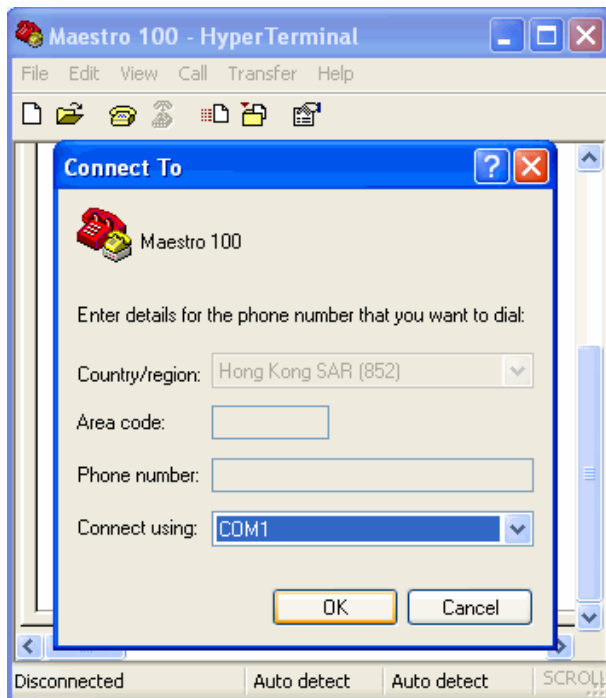 Maestro 100 - HyperTerminal
File Edit View Call Transfer Help
Connect To
Maestro 100
Enter details for the phone number that you want to dial:
Country/region: Hong Kong SAR (852)
Area code:
Phone number:
Connect using: COM1
OK Cancel
Disconnected Auto detect Auto detect SCROLL